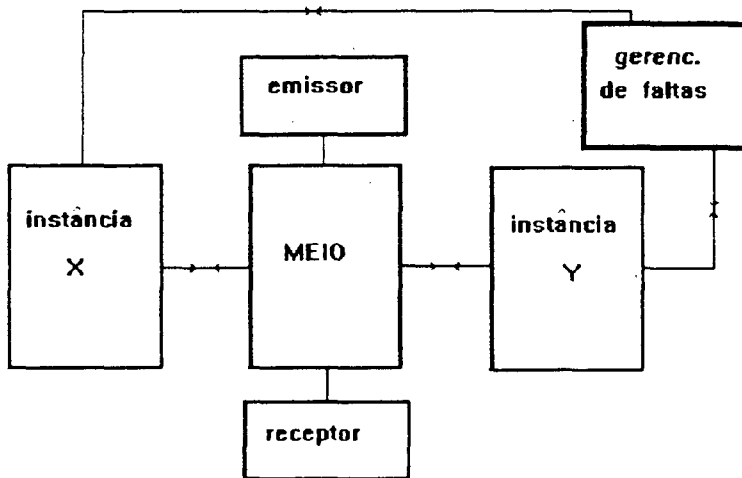 gerenc.
de faltas
emissor
instância
X
MEIO
instância
Y
receptor